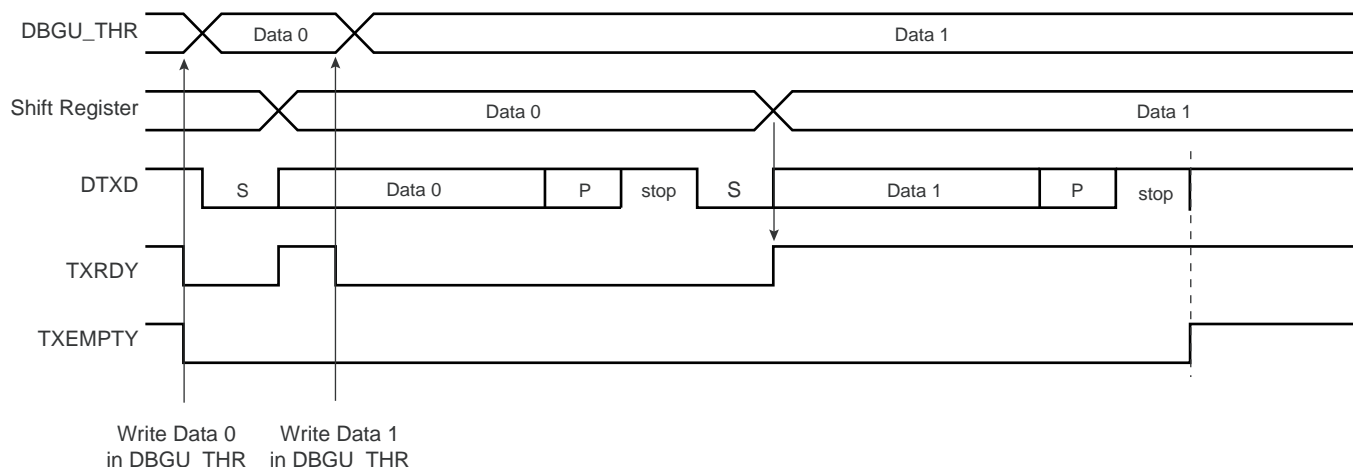 DBGU_THR Data 0 Data 1
Shift Register Data 0 Data 1
DTXD S Data 0 P stop S Data 1 P stop
TXRDY
TXEMPTY
Write Data 0 Write Data 1
in DBGU_THR in DBGU_THR